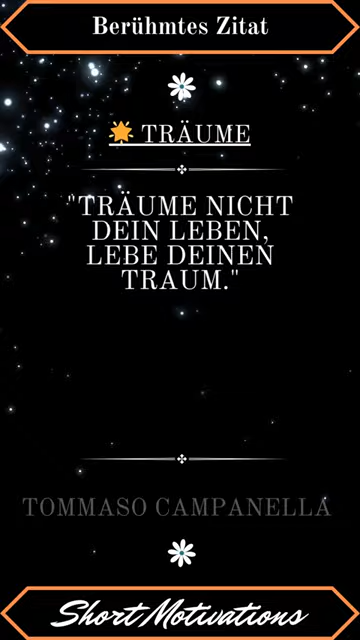 Berühmtes Zitat
🌟 TRÄUME
"TRÄUME NICHT
DEIN LEBEN,
LEBE DEINEN
TRAUM."
TOMMASO CAMPANELLA
Short Motivations